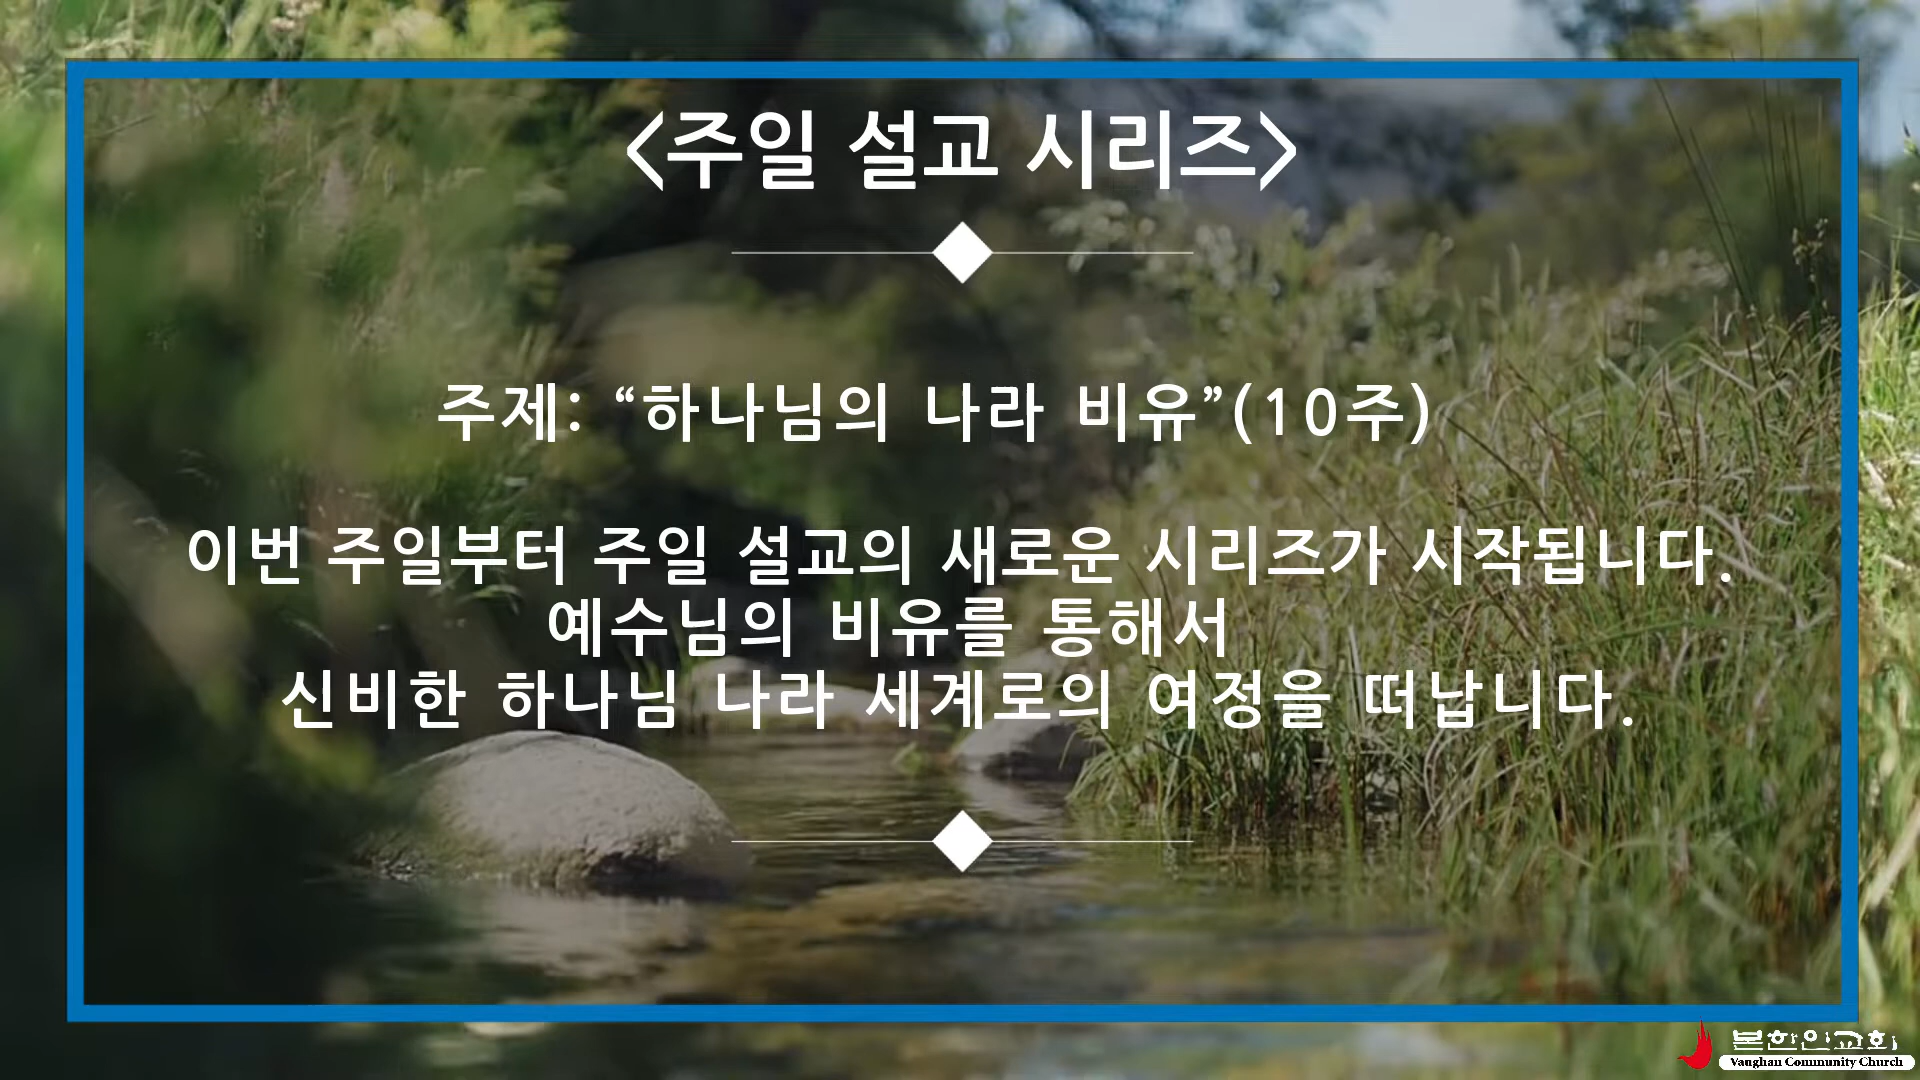 <주일 설교 시리즈>
주제: “하나님의 나라 비유”(10주)
이번 주일부터 주일 설교의 새로운 시리즈가 시작됩니다.
예수님의 비유를 통해서
신비한 하나님 나라 세계로의 여정을 떠납니다.
본한인교회
Vaughan Community Church